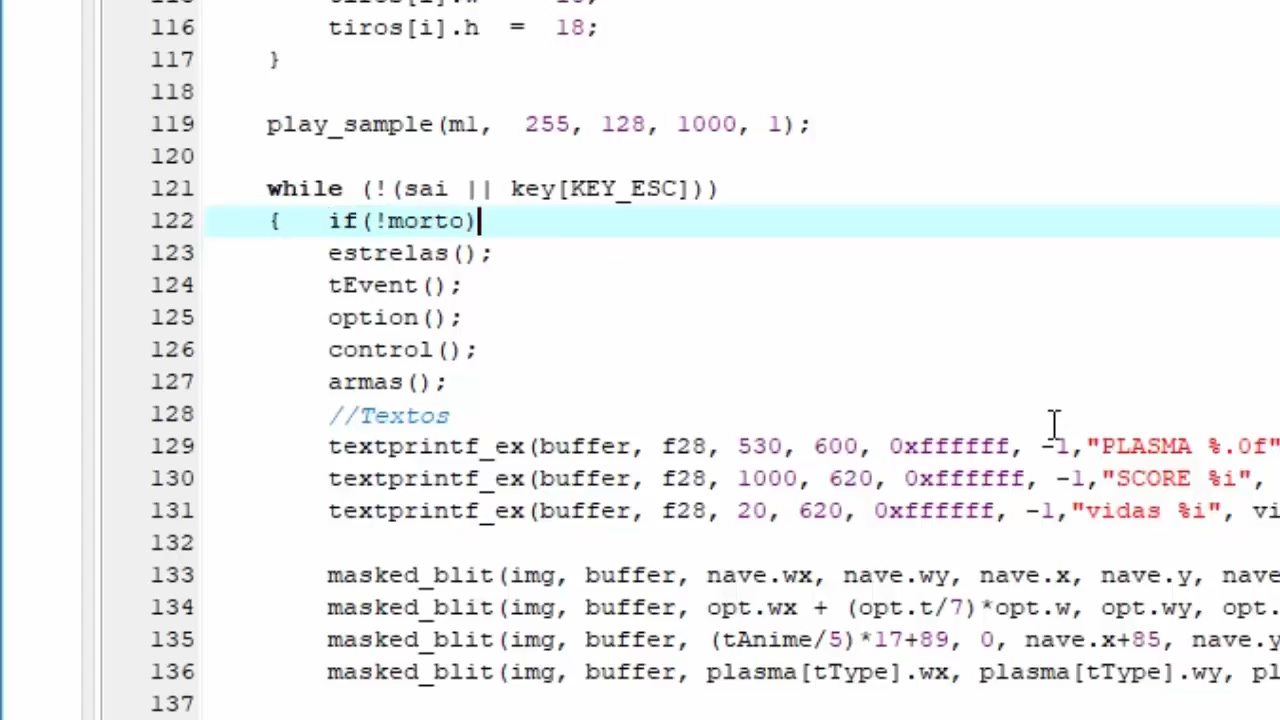 116 tiros[i].h = 18;
117 }
118
119 play_sample(m1, 255, 128, 1000, 1);
120
121 while (!(sai || key[KEY_ESC]))
122 { if(!morto)
123 estrelas();
124 tEvent();
125 option();
126 control();
127 armas();
128 //Textos
129 textprintf_ex(buffer, f28, 530, 600, 0xffffff, -1,"PLASMA %.0f"
130 textprintf_ex(buffer, f28, 1000, 620, 0xffffff, -1,"SCORE %i",
131 textprintf_ex(buffer, f28, 20, 620, 0xffffff, -1,"vidas %i", vi
132
133 masked_blit(img, buffer, nave.wx, nave.wy, nave.x, nave.y, nave
134 masked_blit(img, buffer, opt.wx + (opt.t/7)*opt.w, opt.wy, opt.
135 masked_blit(img, buffer, (tAnime/5)*17+89, 0, nave.x+85, nave.y
136 masked_blit(img, buffer, plasma[tType].wx, plasma[tType].wy, pl
137